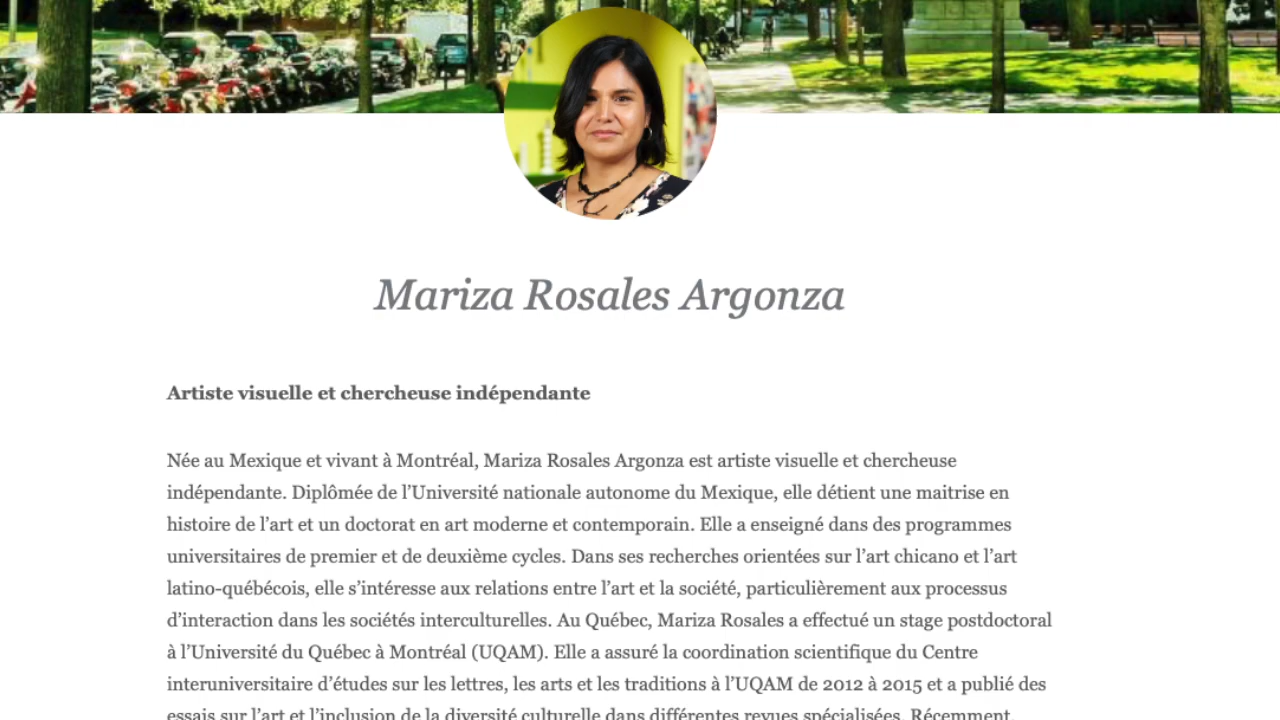 Mariza Rosales Argonza
Artiste visuelle et chercheuse indépendante
Née au Mexique et vivant à Montréal, Mariza Rosales Argonza est artiste visuelle et chercheuse
indépendante. Diplômée de l’Université nationale autonome du Mexique, elle détient une maitrise en
histoire de l’art et un doctorat en art moderne et contemporain. Elle a enseigné dans des programmes
universitaires de premier et de deuxième cycles. Dans ses recherches orientées sur l’art chicano et l’art
latino-québécois, elle s’intéresse aux relations entre l’art et la société, particulièrement aux processus
d’interaction dans les sociétés interculturelles. Au Québec, Mariza Rosales a effectué un stage postdoctoral
à l’Université du Québec à Montréal (UQAM). Elle a assuré la coordination scientifique du Centre
interuniversitaire d’études sur les lettres, les arts et les traditions à l’UQAM de 2012 à 2015 et a publié des
essais sur l’art et l’inclusion de la diversité culturelle dans différentes revues spécialisées. Récemment,